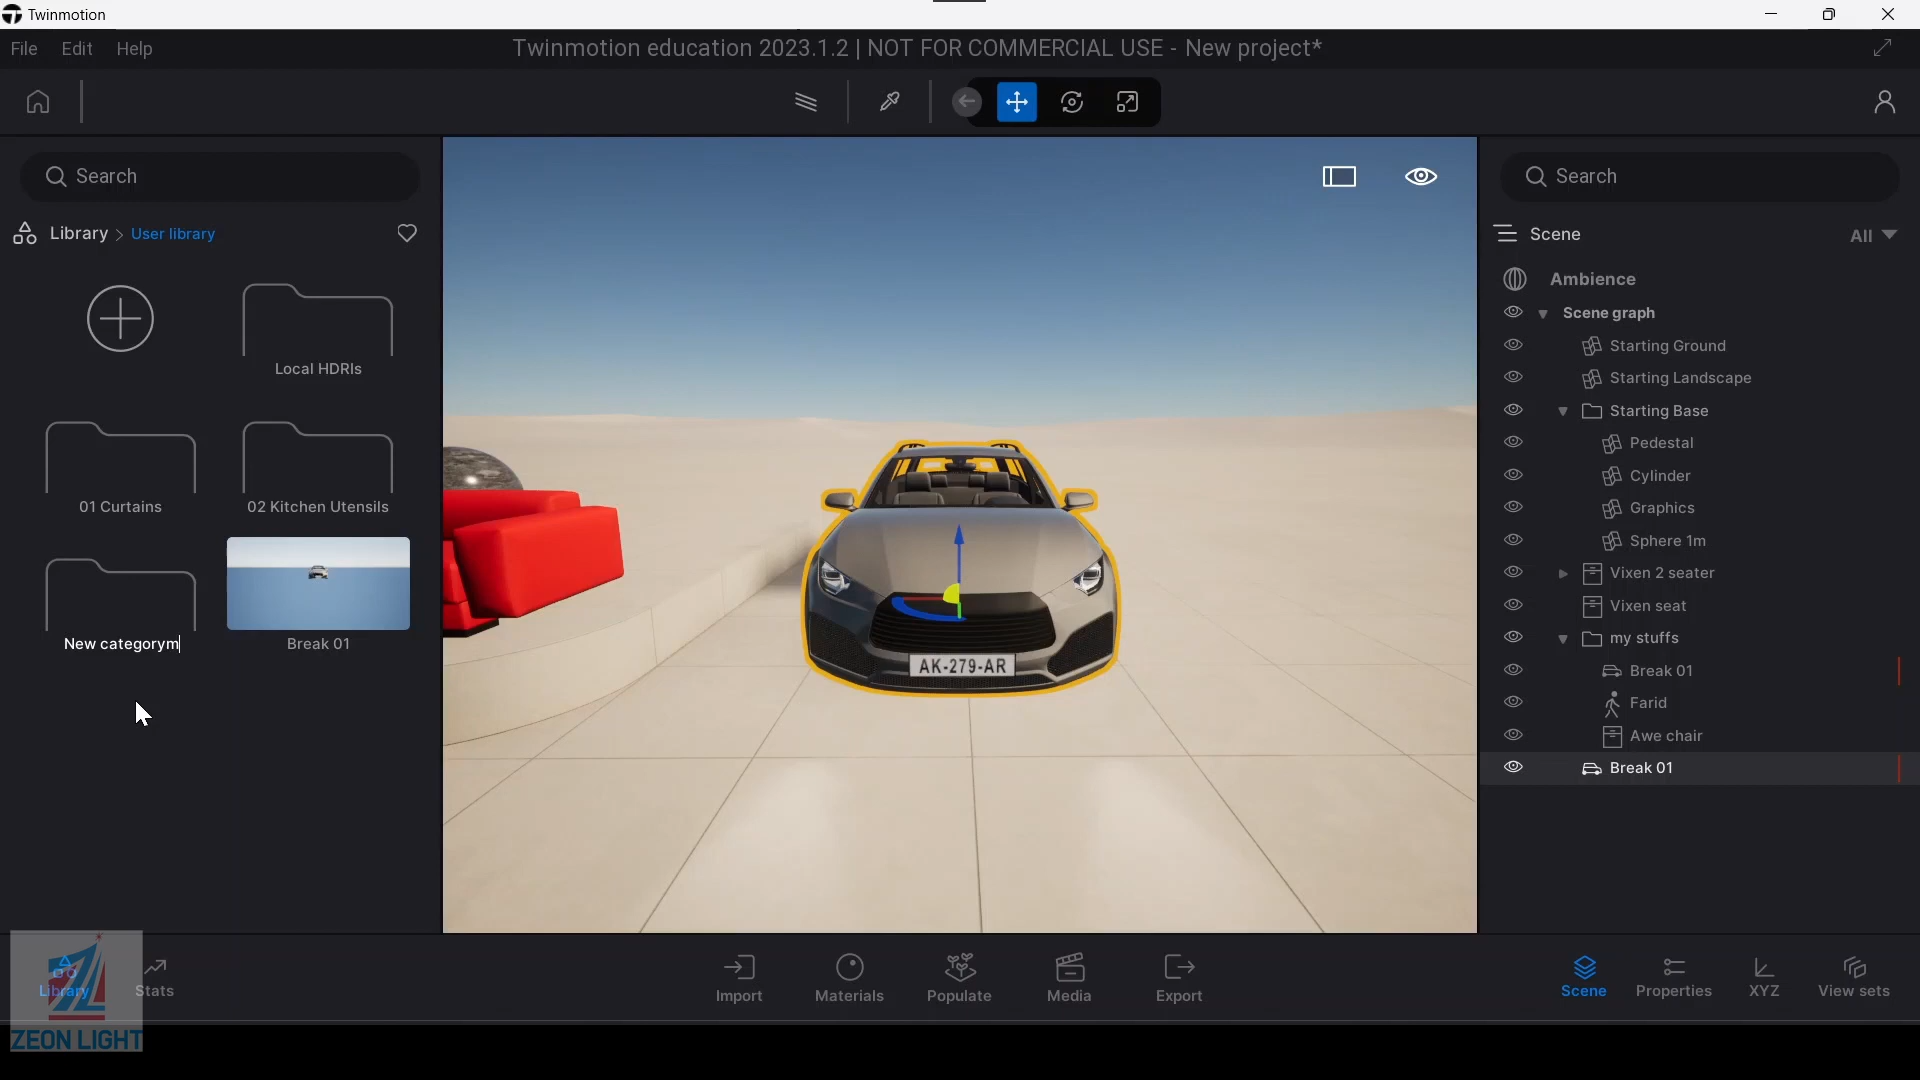 Twinmotion
File Edit Help
Twinmotion education 2023.1.2 | NOT FOR COMMERCIAL USE - New project*
Search
Library > User library
Local HDRIs
01 Curtains
02 Kitchen Utensils
New categorym
Break 01
AK-279-AR
Search
Scene
All
Ambience
Scene graph
Starting Ground
Starting Landscape
Starting Base
Pedestal
Cylinder
Graphics
Sphere 1m
Vixen 2 seater
Vixen seat
my stuffs
Break 01
Farid
Awe chair
Break 01
Library
Stats
Import
Materials
Populate
Media
Export
Scene
Properties
XYZ
View sets
ZEON LIGHT